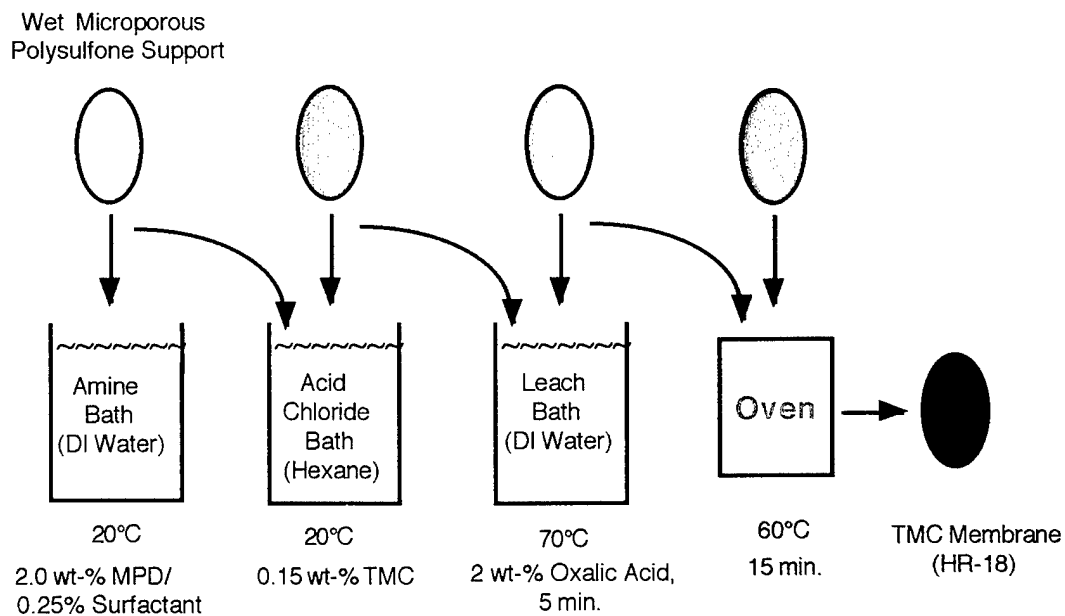 Wet Microporous
Polysulfone Support
Amine
Bath
(DI Water)
Acid
Chloride
Bath
(Hexane)
Leach
Bath
(DI Water)
Oven
20°C
20°C
70°C
60°C
TMC Membrane
(HR-18)
2.0 wt-% MPD/
0.25% Surfactant
0.15 wt-% TMC
2 wt-% Oxalic Acid,
5 min.
15 min.